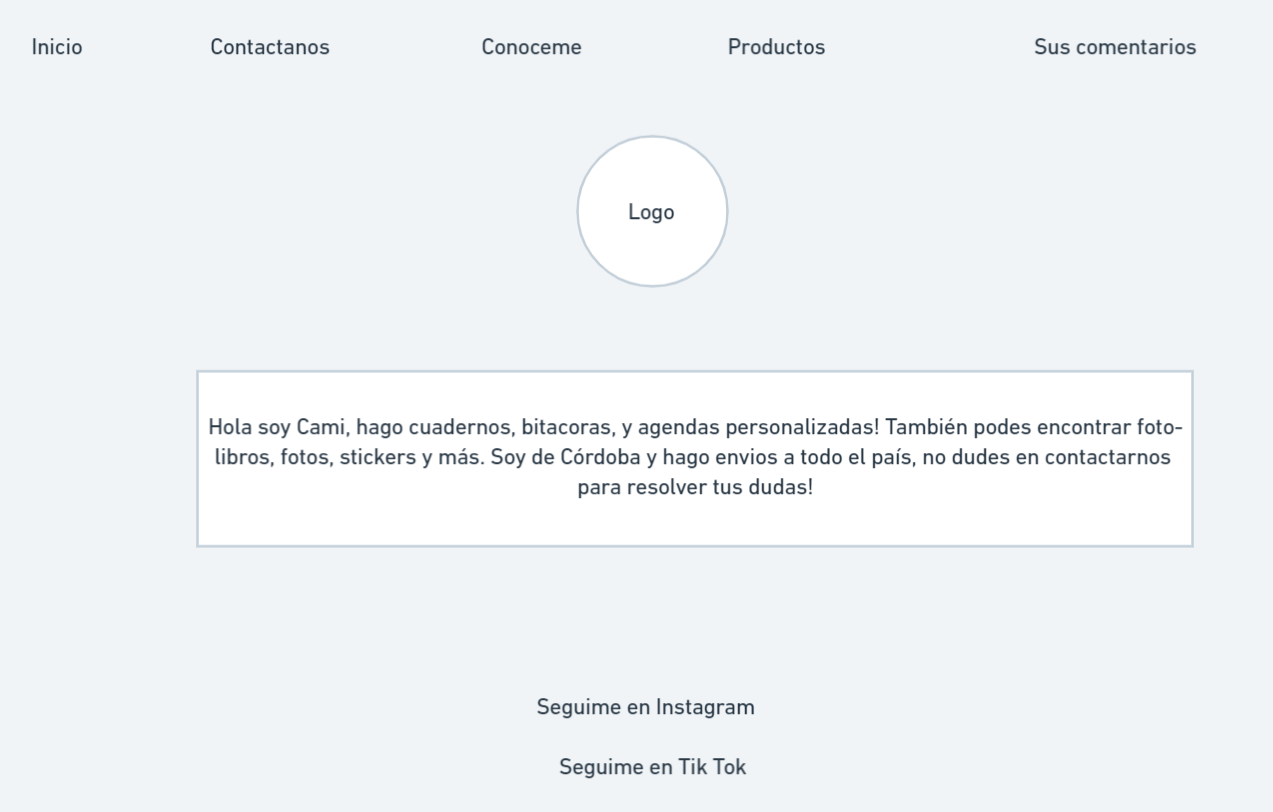 Inicio Contactanos Conoceme Productos Sus comentarios
Logo
Hola soy Cami, hago cuadernos, bitacoras, y agendas personalizadas! También podes encontrar foto-
libros, fotos, stickers y más. Soy de Córdoba y hago envios a todo el país, no dudes en contactarnos
para resolver tus dudas!
Seguime en Instagram
Seguime en Tik Tok